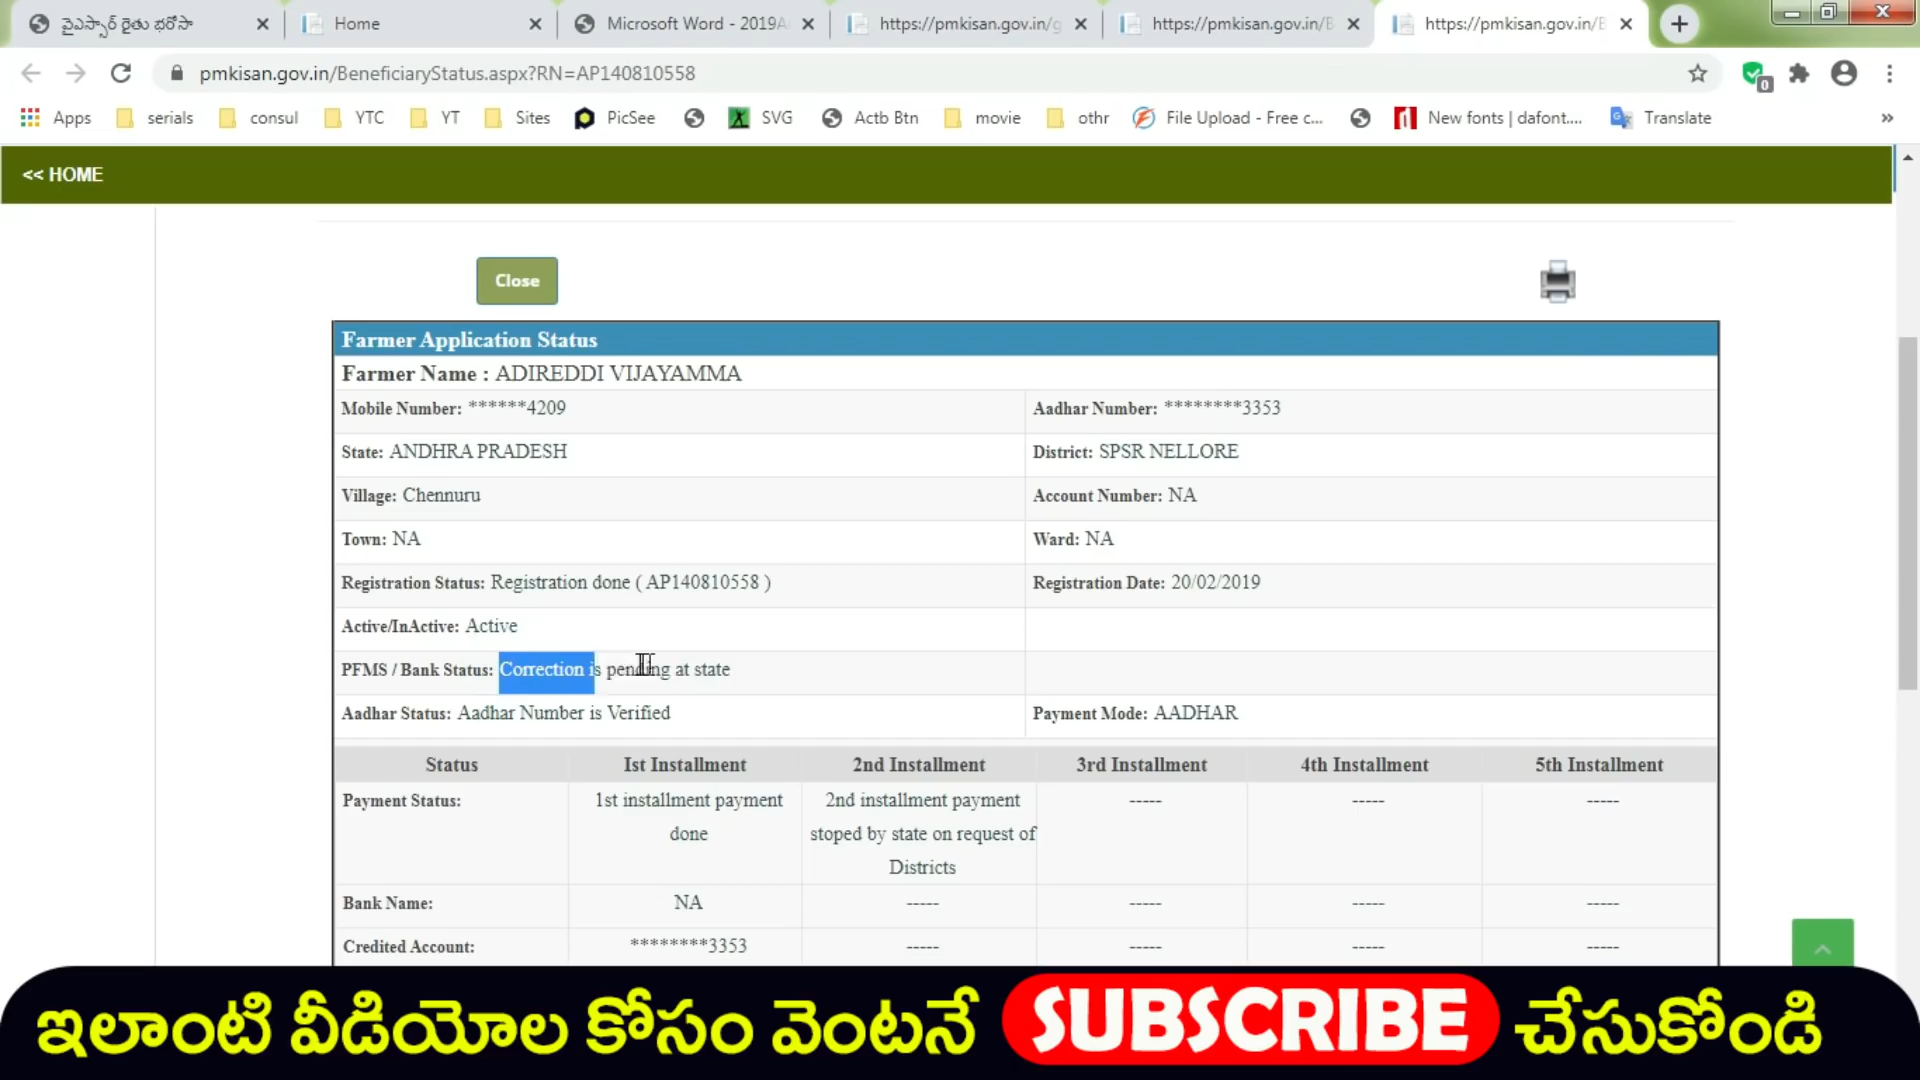 వైఎస్సార్ రైతు భరోసా
Home
Microsoft Word - 2019A
https://pmkisan.gov.in/g
https://pmkisan.gov.in/B
https://pmkisan.gov.in/B
pmkisan.gov.in/BeneficiaryStatus.aspx?RN=AP140810558
0
Apps serials consul YTC YT Sites PicSee SVG Actb Btn movie othr File Upload - Free c... New fonts | dafont.... Translate »
<< HOME
Close
Farmer Application Status
Farmer Name : ADIREDDI VIJAYAMMA
Mobile Number: ******4209 Aadhar Number: ********3353
State: ANDHRA PRADESH District: SPSR NELLORE
Village: Chennuru Account Number: NA
Town: NA Ward: NA
Registration Status: Registration done ( AP140810558 ) Registration Date: 20/02/2019
Active/InActive: Active
PFMS / Bank Status: Correction is pending at state
Aadhar Status: Aadhar Number is Verified Payment Mode: AADHAR
Status Ist Installment 2nd Installment 3rd Installment 4th Installment 5th Installment
Payment Status: 1st installment payment 2nd installment payment ----- ----- -----
done stoped by state on request of
Districts
Bank Name: NA ----- ----- ----- -----
Credited Account: ********3353 ----- ----- ----- -----
ఇలాంటి వీడియోల కోసం వెంటనే SUBSCRIBE చేసుకోండి